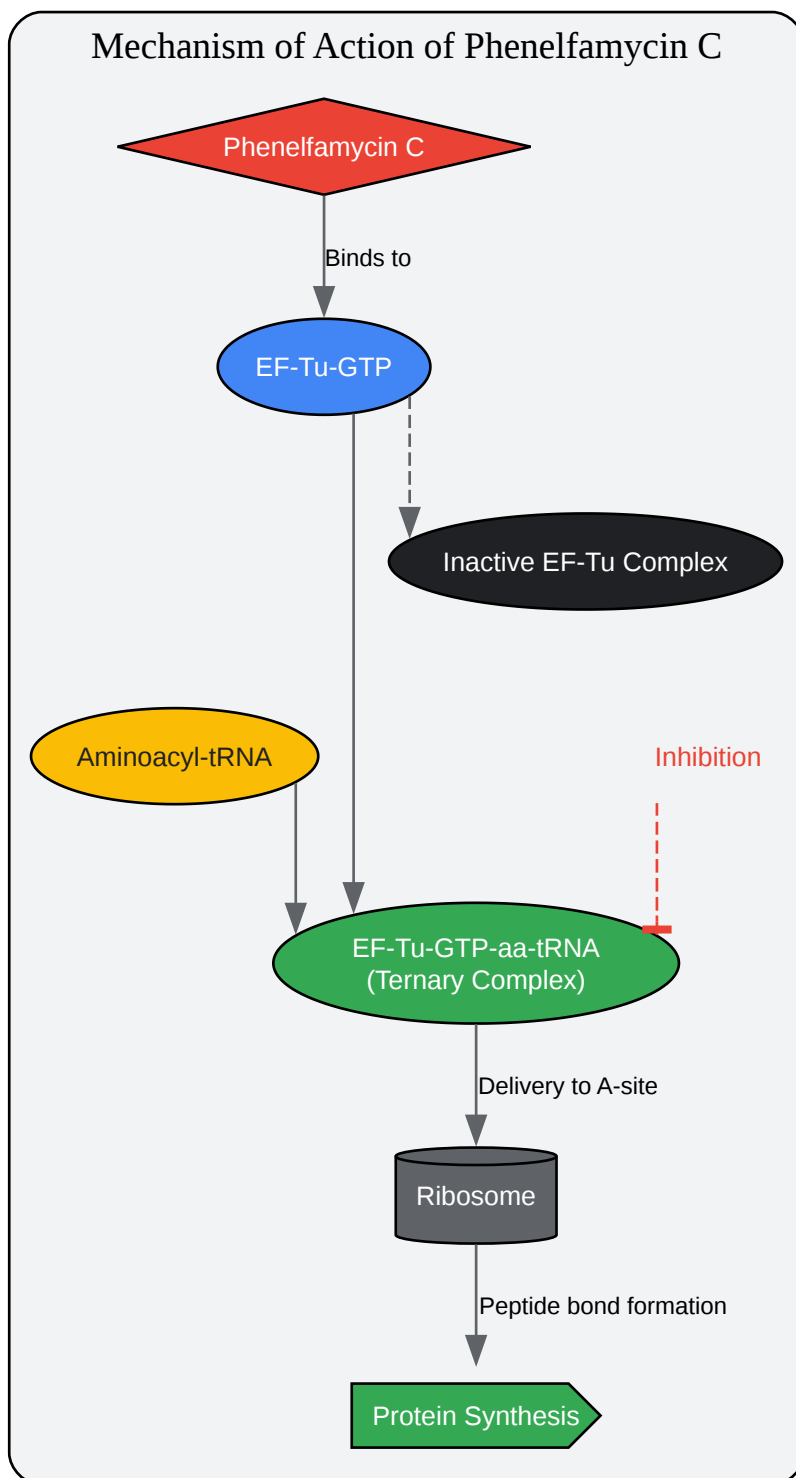 Mechanism of Action of Phenelfamycin C
Phenelfamycin C
Binds to
EF-Tu-GTP
Inactive EF-Tu Complex
Aminoacyl-tRNA
Inhibition
EF-Tu-GTP-aa-tRNA
(Ternary Complex)
Delivery to A-site
Ribosome
Peptide bond formation
Protein Synthesis